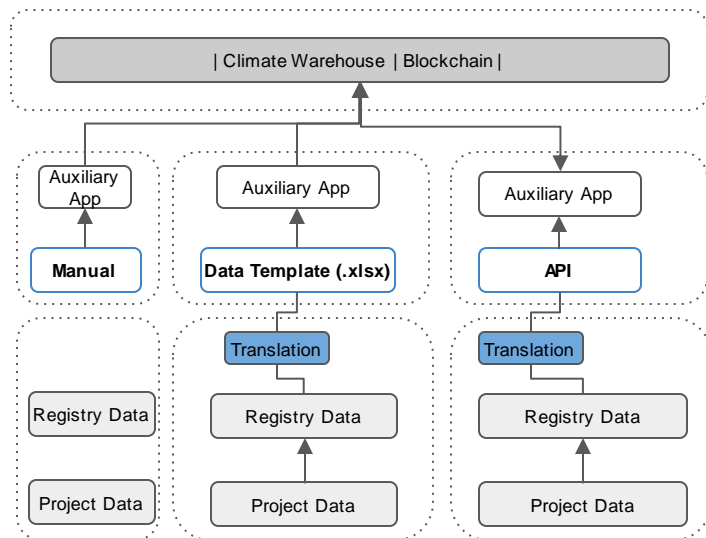 | Climate Warehouse | Blockchain |
Auxiliary
App
Auxiliary App
Auxiliary App
Manual
Data Template (.xlsx)
API
Translation
Translation
Registry Data
Registry Data
Registry Data
Project Data
Project Data
Project Data